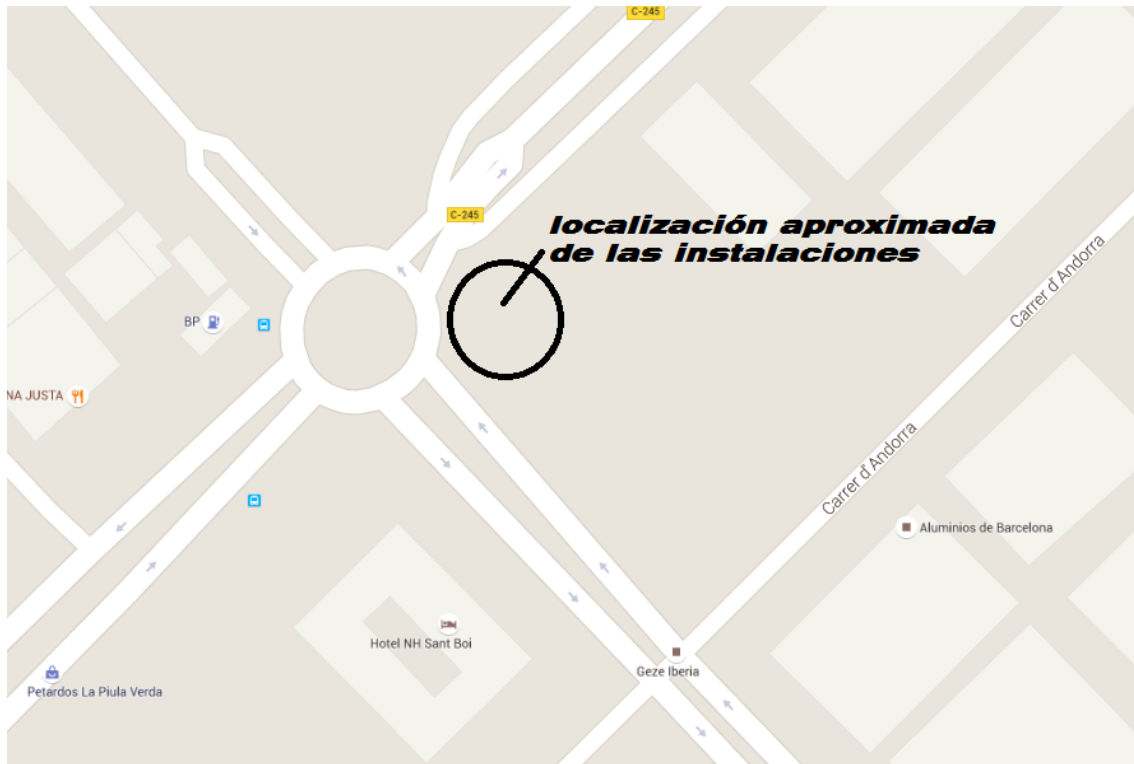 C-245
C-245
localización aproximada
de las instalaciones
Carrer d'Andorra
BP
NA JUSTA
Carrer d'Andorra
Aluminios de Barcelona
Hotel NH Sant Boi
Geze Iberia
Petardos La Piula Verda